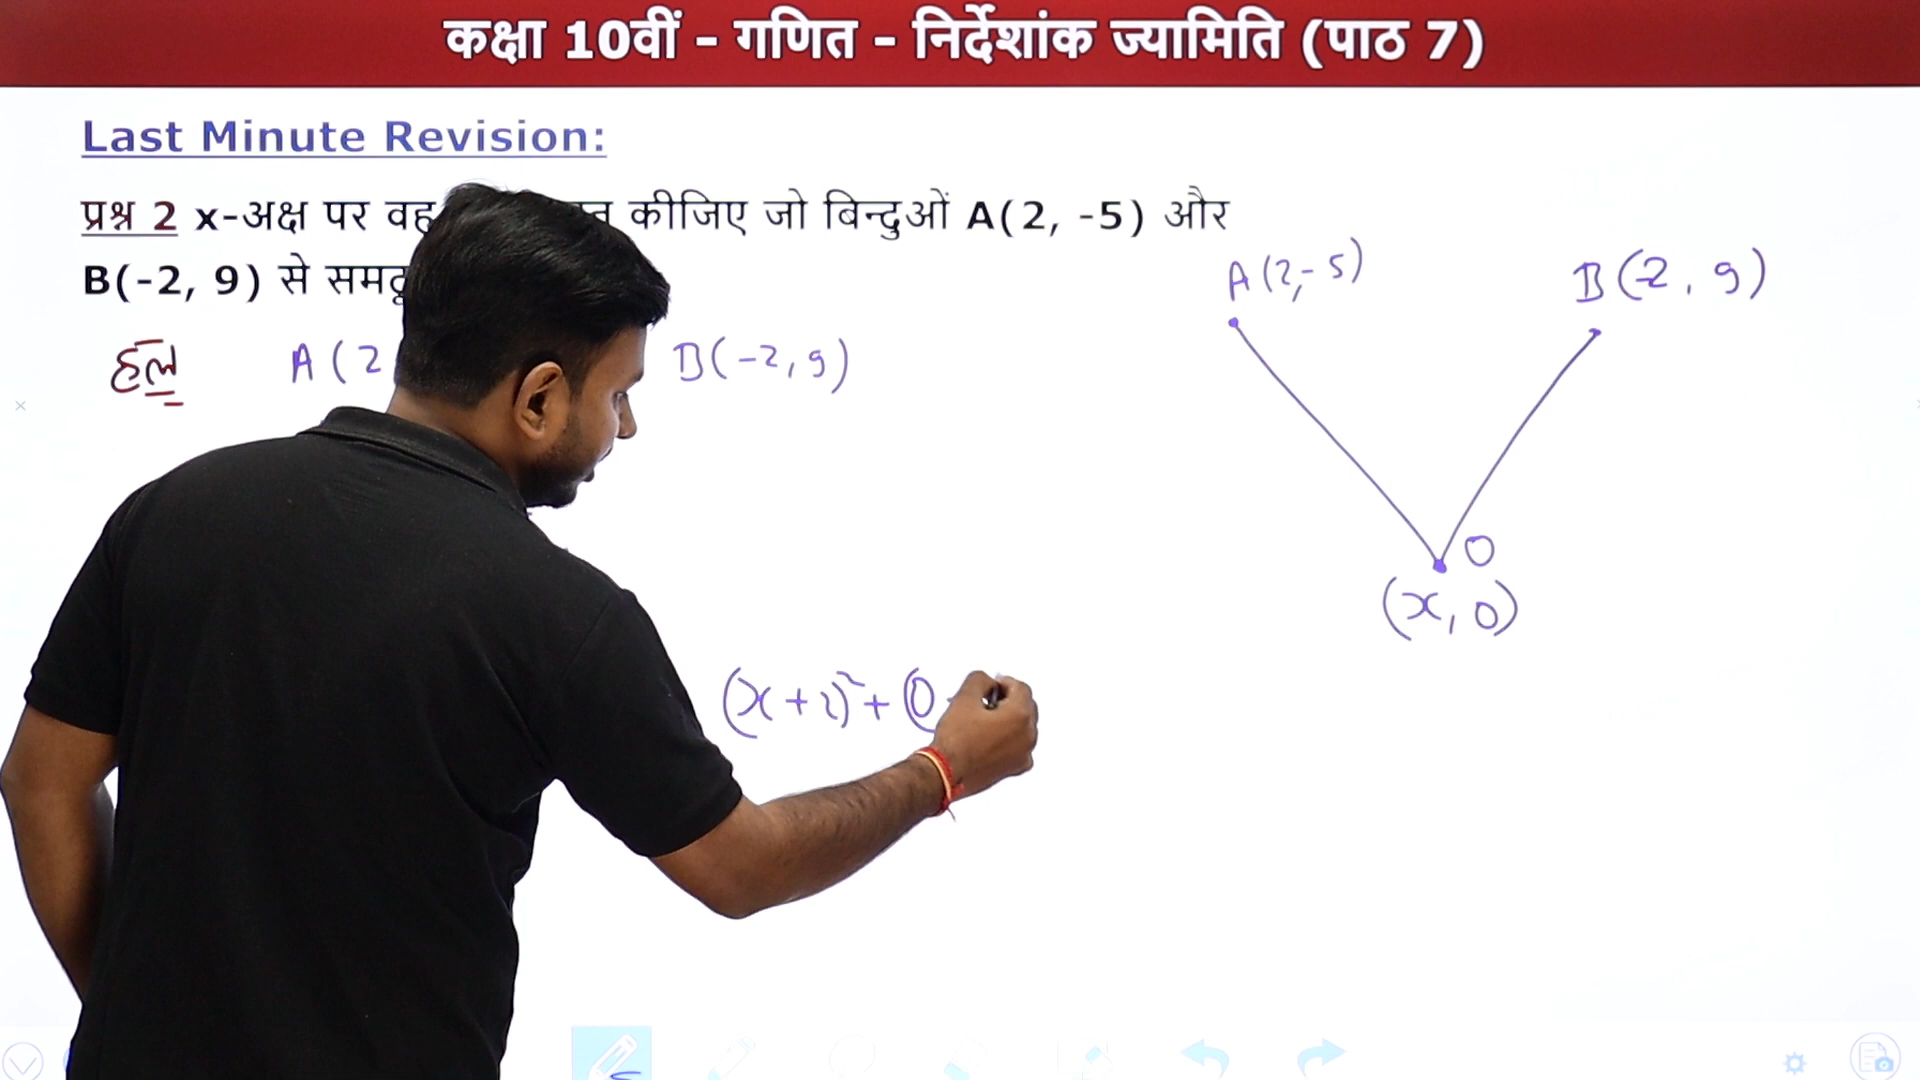 कक्षा 10वीं - गणित - निर्देशांक ज्यामिति (पाठ 7)
Last Minute Revision:
प्रश्न 2 x-अक्ष पर वह कीजिए जो बिन्दुओं A(2, -5) और
B(-2, 9) से
A(2,-5) B(-2, 9)
हल A(2 B(-2,9)
O
(x, 0)
(x+2)²+(0